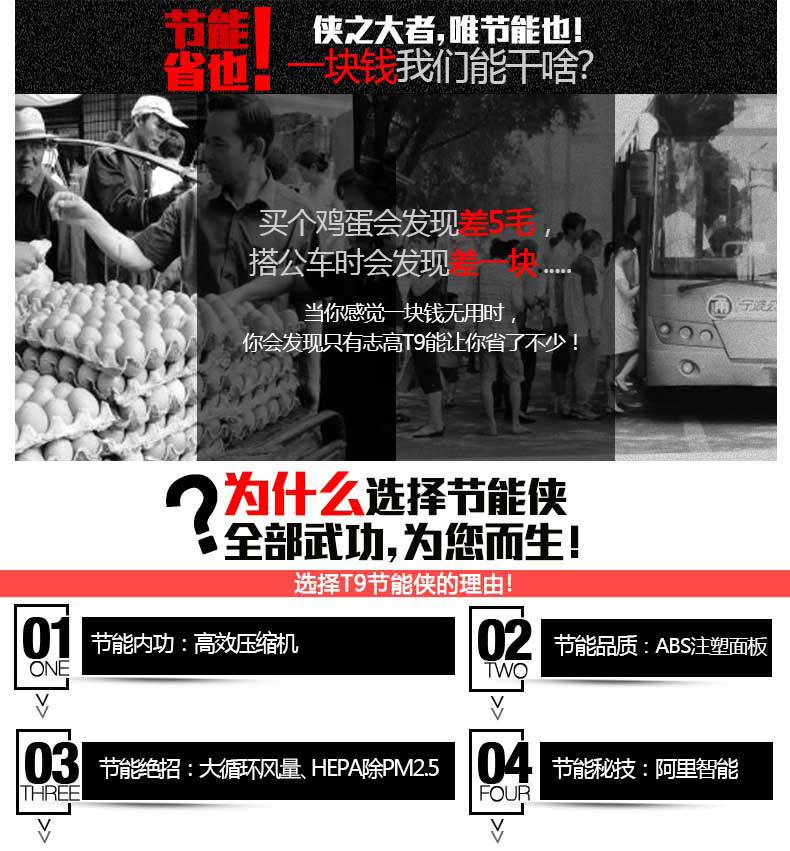 节能省也！
侠之大者，唯节能也！
一块钱我们能干啥？
买个鸡蛋会发现差5毛，
搭公车时会发现差一块.....
当你感觉一块钱无用时，
你会发现只有志高T9能让你省了不少！
?为什么选择节能侠
全部武功，为您而生！
选择T9节能侠的理由！
01
ONE
节能内功：高效压缩机
02
TWO
节能品质：ABS注塑面板
03
THREE
节能绝招：大循环风量、HEPA除PM2.5
04
FOUR
节能秘技：阿里智能